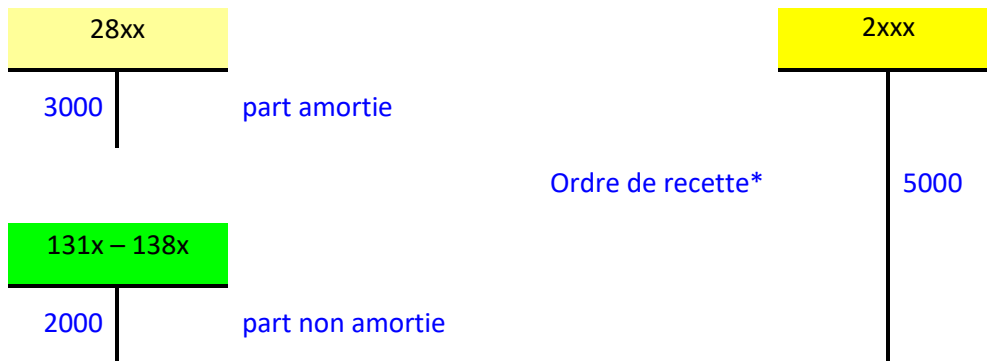 28xx
2xxx
3000 part amortie
Ordre de recette* 5000
131x – 138x
2000 part non amortie